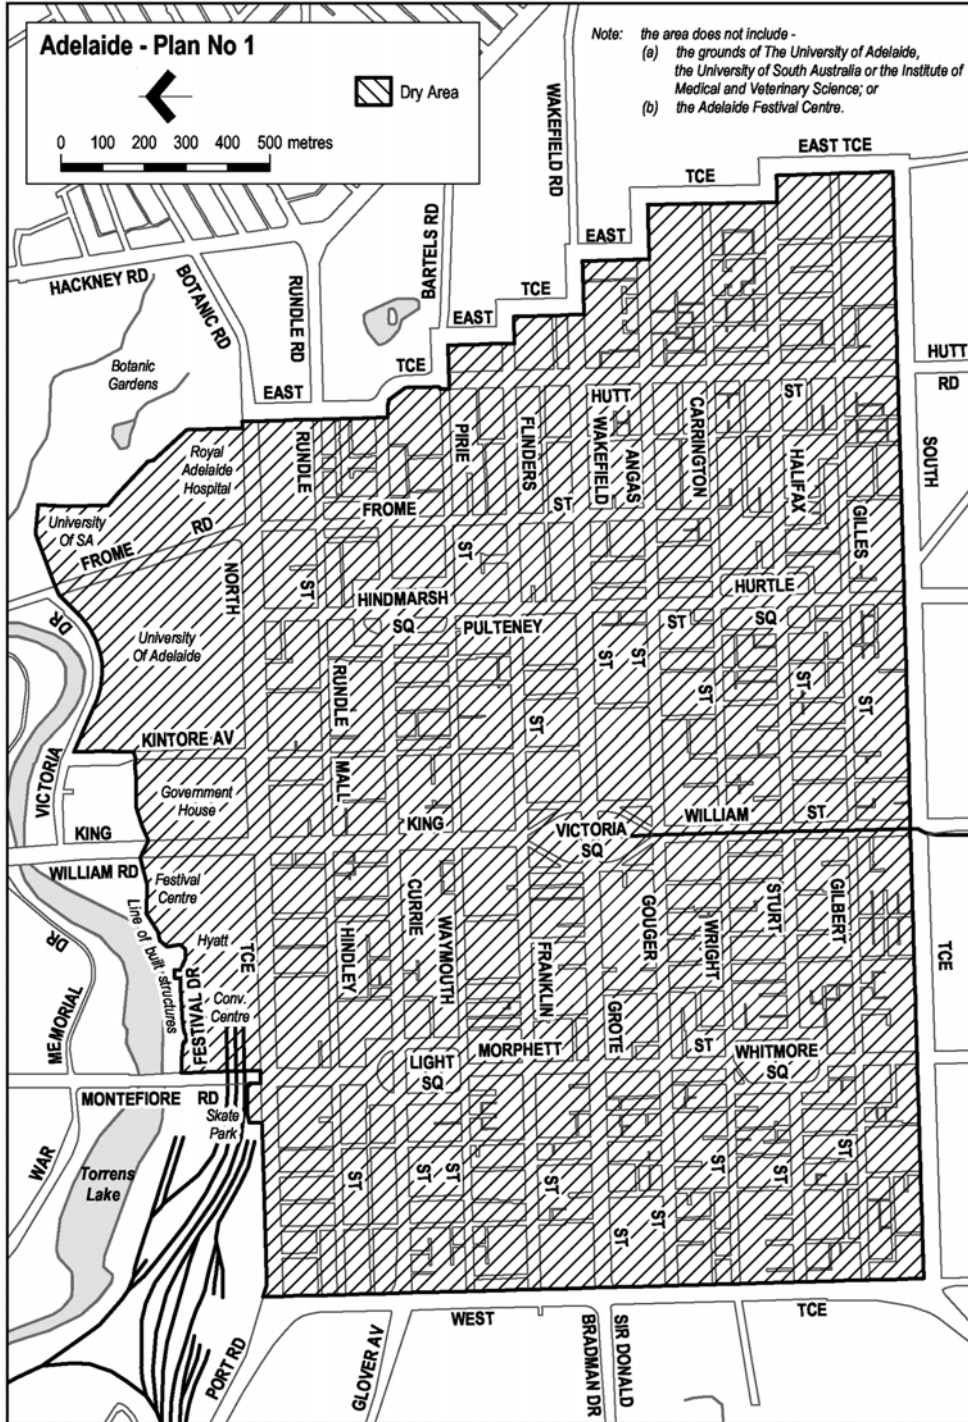 Adelaide - Plan No 1
Dry Area
0 100 200 300 400 500 metres
Note: the area does not include -
(a) the grounds of The University of Adelaide,
the University of South Australia or the Institute of
Medical and Veterinary Science; or
(b) the Adelaide Festival Centre.
WAKEFIELD RD
EAST TCE
TCE
EAST
HACKNEY RD
BOTANIC RD
RUNDLE RD
BARTELS RD
TCE
EAST
TCE
EAST
Botanic
Gardens
HUTT
RD
HUTT
ST
Royal
Adelaide
Hospital
RUNDLE
PIRIE
FLINDERS
WAKEFIELD
ANGAS
CARRINGTON
HALIFAX
GILLES
SOUTH
University
Of SA
FROME
RD
FROME
ST
NORTH
ST
ST
HINDMARSH
SQ
PULTENEY
ST
HURTLE
SQ
DR
University
Of Adelaide
RUNDLE
ST
ST
ST
ST
ST
ST
KINTORE AV
VICTORIA
Government
House
MALL
KING
WILLIAM
ST
VICTORIA
SQ
KING
WILLIAM RD
Festival
Centre
Line of built structures
Hyatt
TCE
HINDLEY
CURRIE
WAYMOUTH
FRANKLIN
GOUGER
WRIGHT
STURT
GILBERT
DR
MEMORIAL
FESTIVAL DR
Conv.
Centre
GROTE
TCE
LIGHT
SQ
MORPHETT
ST
WHITMORE
SQ
MONTEFIORE RD
Skate
Park
WAR
Torrens
Lake
ST
ST
ST
ST
ST
ST
ST
ST
ST
WEST
TCE
PORT RD
GLOVER AV
SIR DONALD
BRADMAN DR